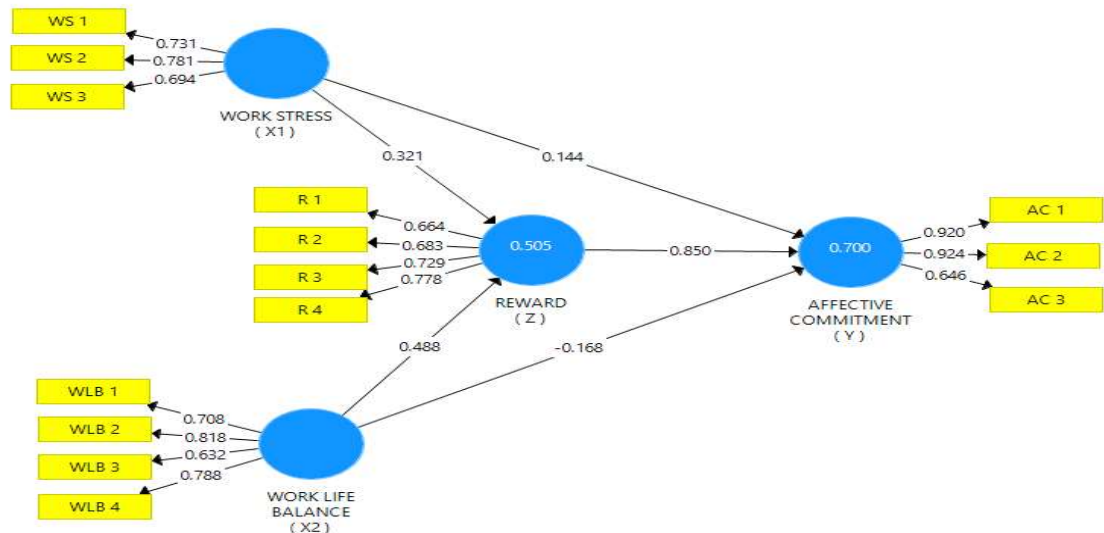 WS 1
WS 2
WS 3
0.731
0.781
0.694
WORK STRESS
( X1 )
0.321
0.144
R 1
R 2
R 3
R 4
0.664
0.683
0.729
0.778
0.505
REWARD
( Z )
0.850
0.700
AFFECTIVE
COMMITMENT
( Y )
0.920
0.924
0.646
AC 1
AC 2
AC 3
0.488
-0.168
WLB 1
WLB 2
WLB 3
WLB 4
0.708
0.818
0.632
0.788
WORK LIFE
BALANCE
( X2 )